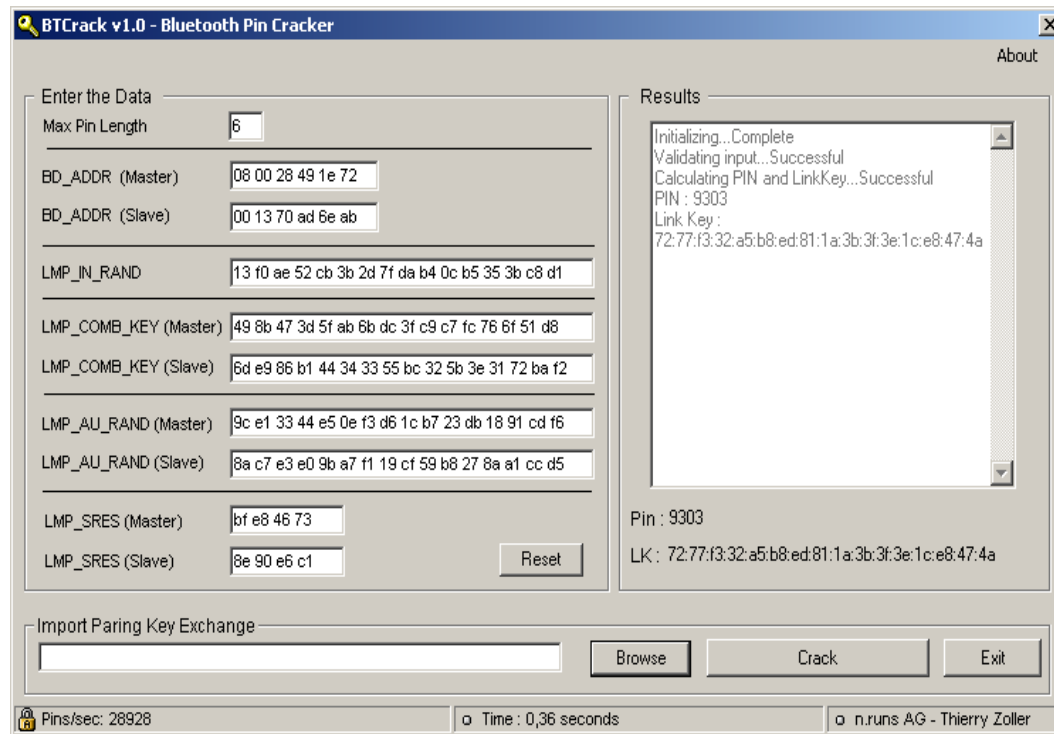 BTCrack v1.0 - Bluetooth Pin Cracker
About
Enter the Data
Max Pin Length 6
BD_ADDR (Master) 08 00 28 49 1e 72
BD_ADDR (Slave) 00 13 70 ad 6e ab
LMP_IN_RAND 13 f0 ae 52 cb 3b 2d 7f da b4 0c b5 35 3b c8 d1
LMP_COMB_KEY (Master) 49 8b 47 3d 5f ab 6b dc 3f c9 c7 fc 76 6f 51 d8
LMP_COMB_KEY (Slave) 6d e9 86 b1 44 34 33 55 bc 32 5b 3e 31 72 ba f2
LMP_AU_RAND (Master) 9c e1 33 44 e5 0e f3 d6 1c b7 23 db 18 91 cd f6
LMP_AU_RAND (Slave) 8a c7 e3 e0 9b a7 f1 19 cf 59 b8 27 8a a1 cc d5
LMP_SRES (Master) bf e8 46 73
LMP_SRES (Slave) 8e 90 e6 c1
Reset
Results
Initializing...Complete
Validating input...Successful
Calculating PIN and LinkKey...Successful
PIN : 9303
Link Key :
72:77:f3:32:a5:b8:ed:81:1a:3b:3f:3e:1c:e8:47:4a
Pin : 9303
LK : 72:77:f3:32:a5:b8:ed:81:1a:3b:3f:3e:1c:e8:47:4a
Import Paring Key Exchange
Browse Crack Exit
Pins/sec: 28928 Time : 0,36 seconds n.runs AG - Thierry Zoller